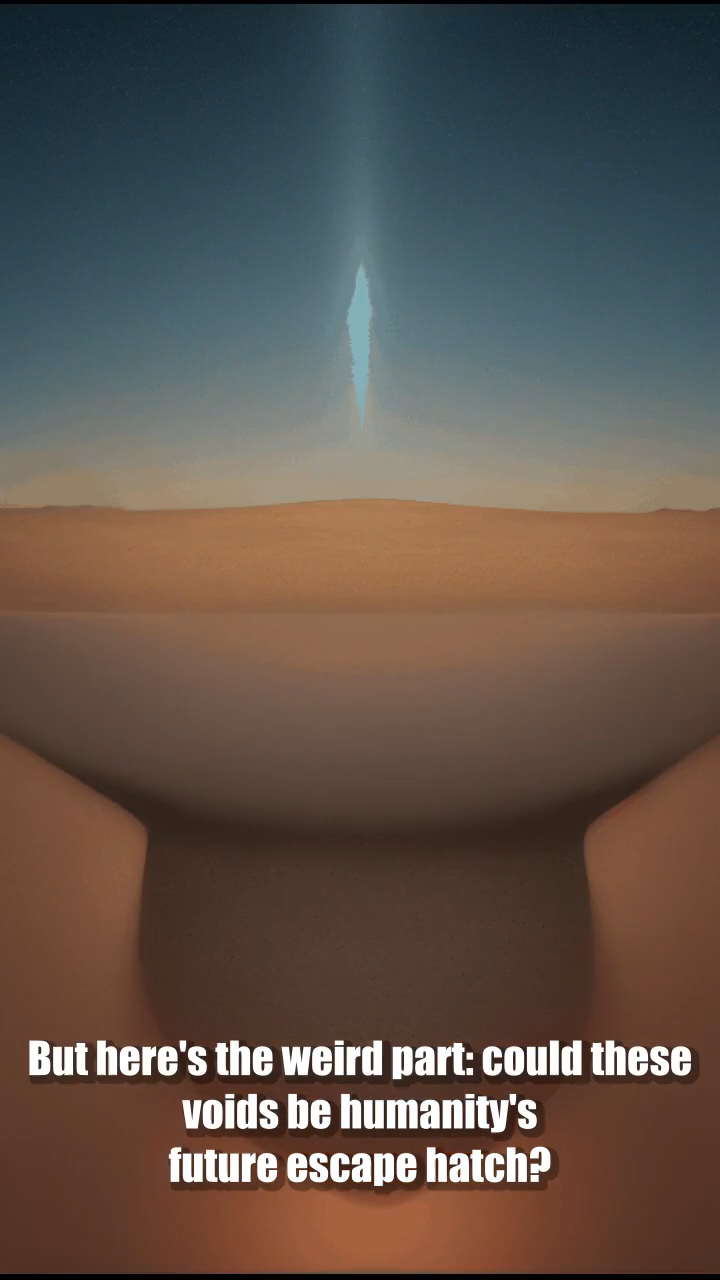 But here's the weird part: could these
voids be humanity's
future escape hatch?